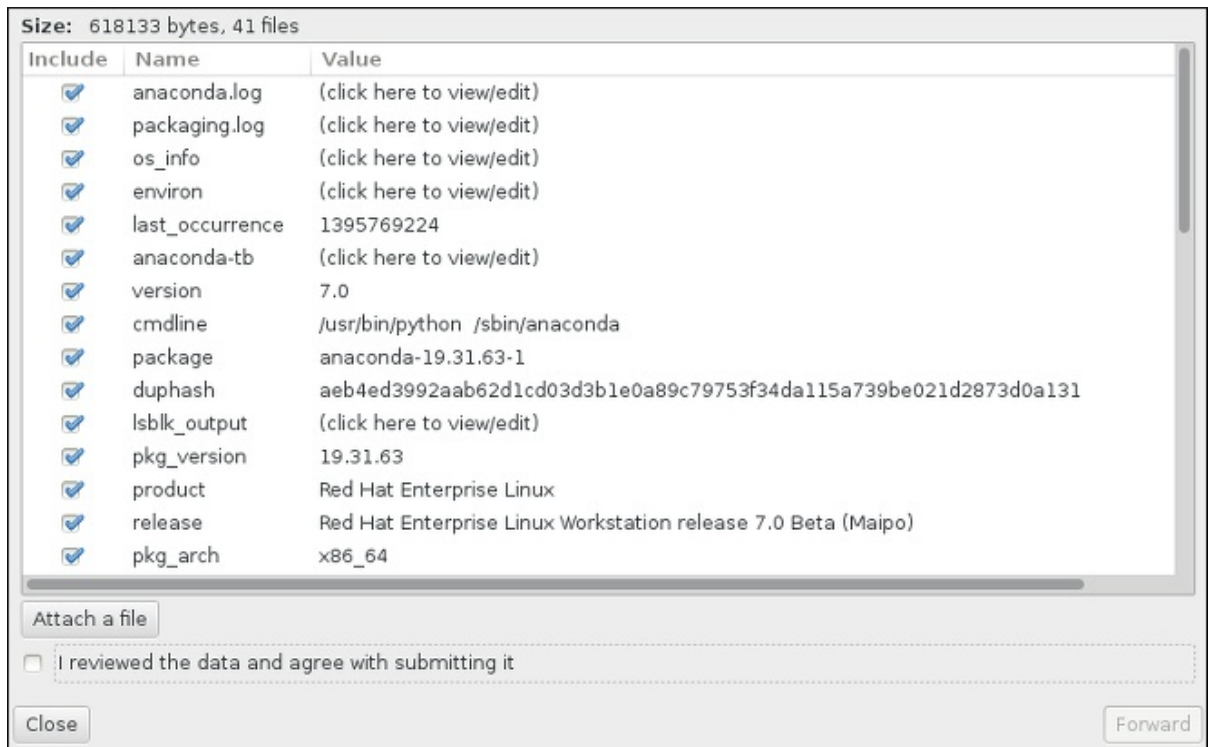 Size: 618133 bytes, 41 files
Include Name Value
anaconda.log (click here to view/edit)
packaging.log (click here to view/edit)
os_info (click here to view/edit)
environ (click here to view/edit)
last_occurrence 1395769224
anaconda-tb (click here to view/edit)
version 7.0
cmdline /usr/bin/python /sbin/anaconda
package anaconda-19.31.63-1
duphash aeb4ed3992aab62d1cd03d3b1e0a89c79753f34da115a739be021d2873d0a131
lsblk_output (click here to view/edit)
pkg_version 19.31.63
product Red Hat Enterprise Linux
release Red Hat Enterprise Linux Workstation release 7.0 Beta (Maipo)
pkg_arch x86_64
Attach a file
I reviewed the data and agree with submitting it
Close Forward